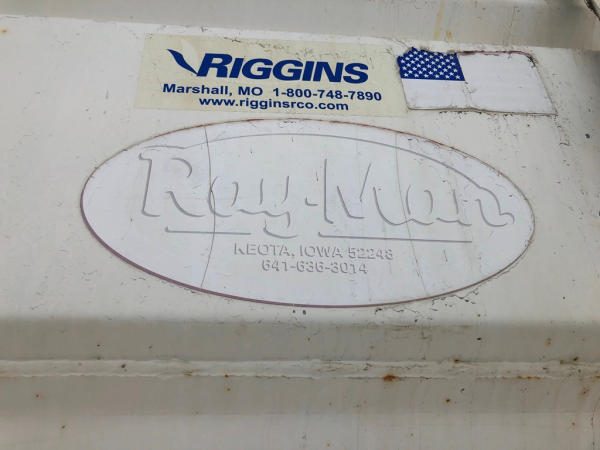 RIGGINS
Marshall, MO 1-800-748-7890
www.rigginsrco.com
Ray-Man
KEOTA, IOWA 52248
641-636-3014